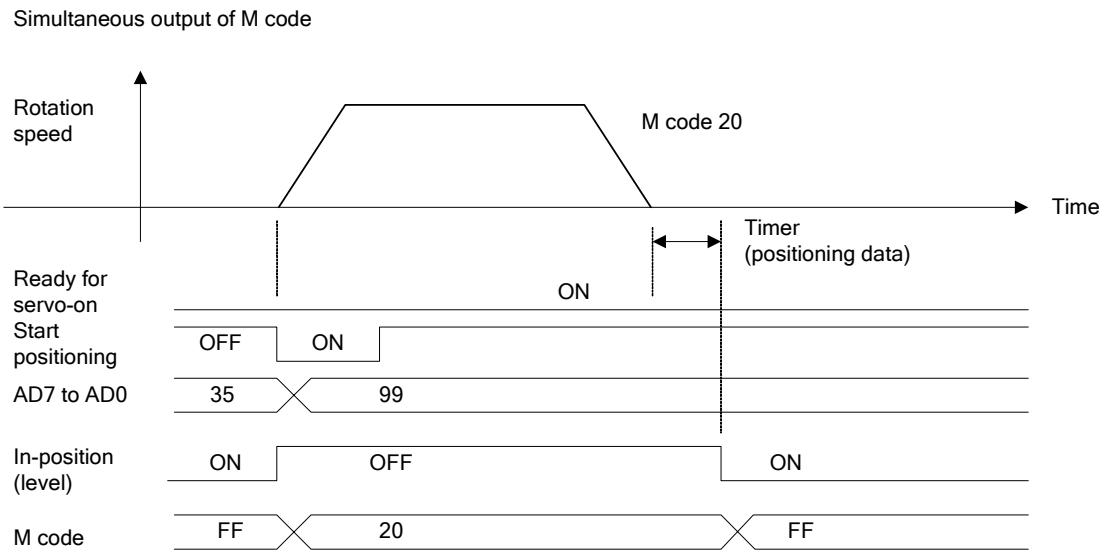 Simultaneous output of M code
Rotation
speed
M code 20
Time
Timer
(positioning data)
Ready for
servo-on
ON
Start
positioning
OFF
ON
AD7 to AD0
35
99
In-position
(level)
ON
OFF
ON
M code
FF
20
FF